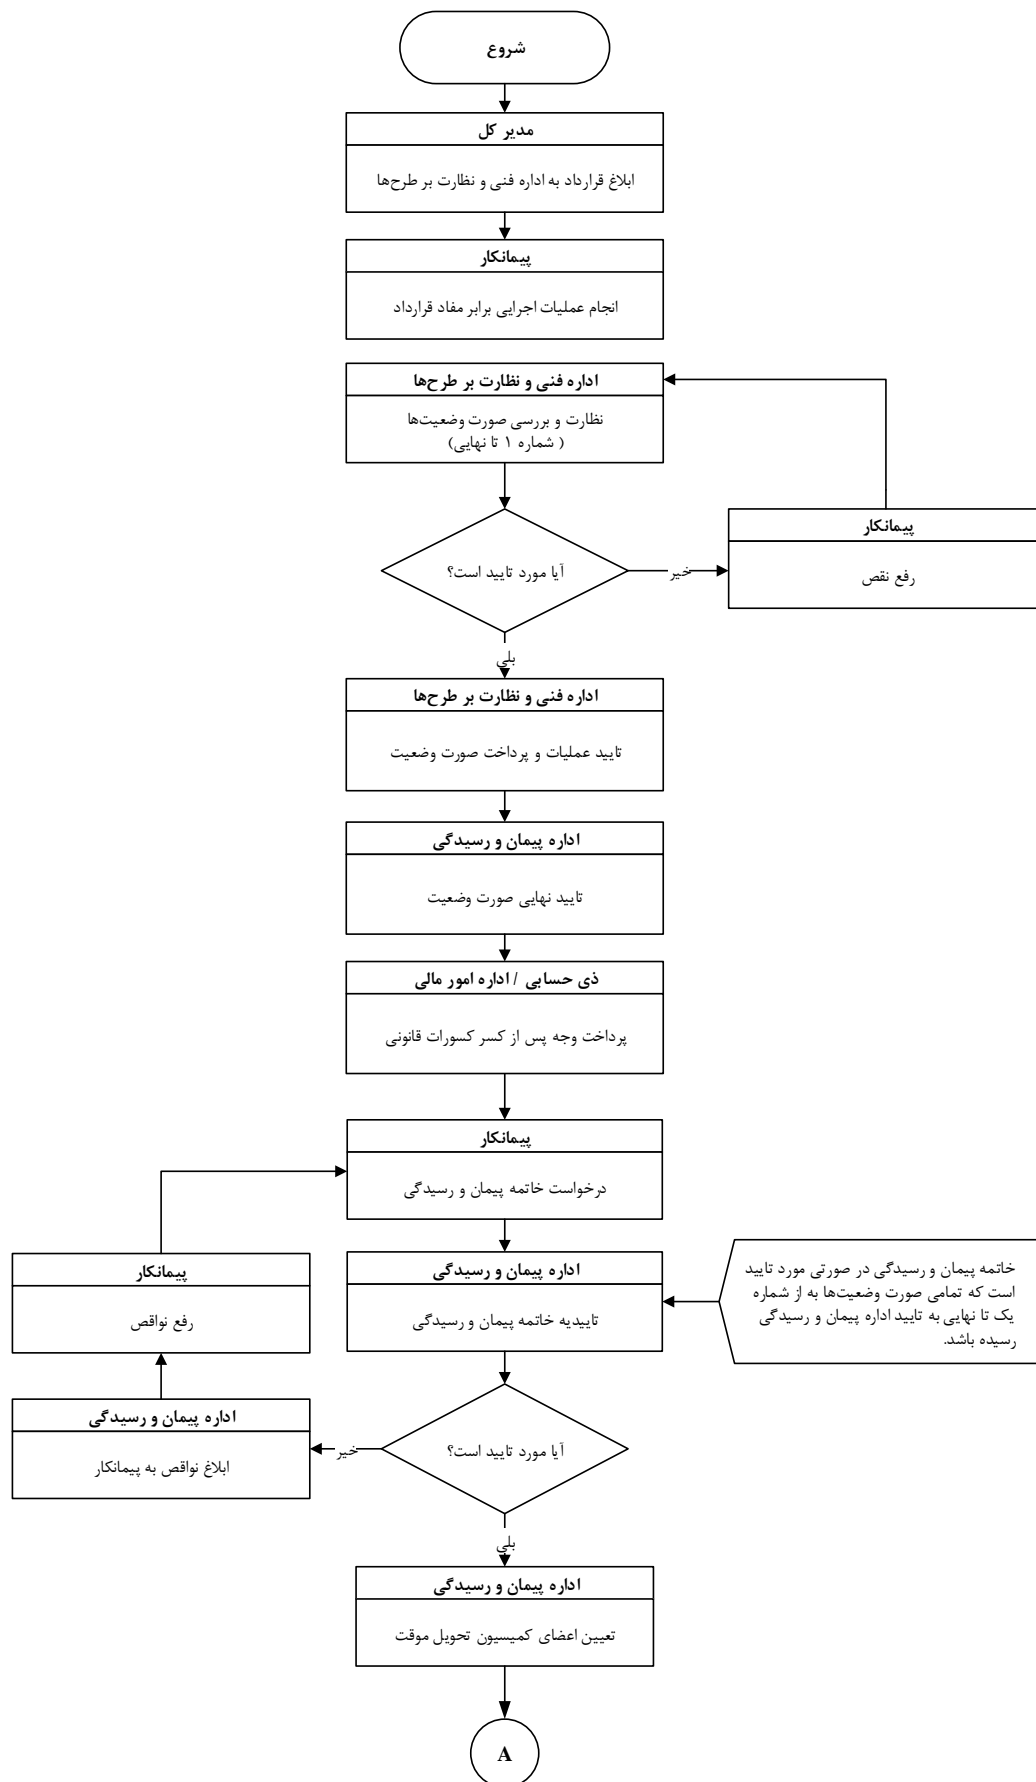 شروع
مدیر کل
ابلاغ قرارداد به اداره فنی و نظارت بر طرح‌ها
پیمانکار
انجام عملیات اجرایی برابر مفاد قرارداد
اداره فنی و نظارت بر طرح‌ها
نظارت و بررسی صورت وضعیت‌ها
( شماره ۱ تا نهایی)
آیا مورد تایید است؟
خیر
پیمانکار
رفع نقص
بلی
اداره فنی و نظارت بر طرح‌ها
تایید عملیات و پرداخت صورت وضعیت
اداره پیمان و رسیدگی
تایید نهایی صورت وضعیت
ذی حسابی / اداره امور مالی
پرداخت وجه پس از کسر کسورات قانونی
پیمانکار
درخواست خاتمه پیمان و رسیدگی
اداره پیمان و رسیدگی
تاییدیه خاتمه پیمان و رسیدگی
خاتمه پیمان و رسیدگی در صورتی مورد تایید
است که تمامی صورت وضعیت‌ها به از شماره
یک تا نهایی به تایید اداره پیمان و رسیدگی
رسیده باشد.
پیمانکار
رفع نواقص
اداره پیمان و رسیدگی
ابلاغ نواقص به پیمانکار
خیر
آیا مورد تایید است؟
بلی
اداره پیمان و رسیدگی
تعیین اعضای کمیسیون تحویل موقت
A